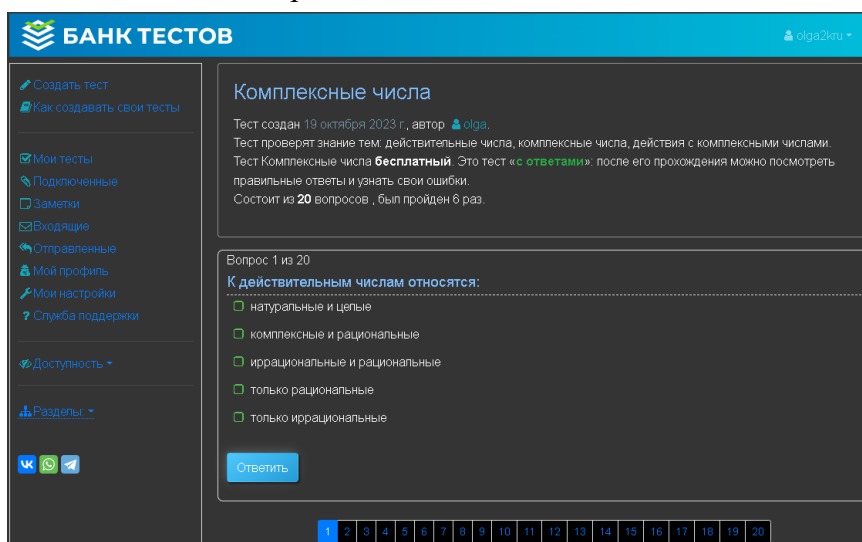 БАНК ТЕСТОВ
olga2kru
Создать тест
Как создавать свои тесты
Мои тесты
Подключенные
Заметки
Входящие
Отправленные
Мой профиль
Мои настройки
? Служба поддержки
Доступность
Разделы:
Комплексные числа
Тест создан 19 октября 2023 г., автор olga.
Тест проверят знание тем: действительные числа, комплексные числа, действия с комплексными числами.
Тест Комплексные числа бесплатный. Это тест «с ответами»: после его прохождения можно посмотреть
правильные ответы и узнать свои ошибки.
Состоит из 20 вопросов , был пройден 6 раз.
Вопрос 1 из 20
К действительным числам относятся:
натуральные и целые
комплексные и рациональные
иррациональные и рациональные
только рациональные
только иррациональные
Ответить
1 2 3 4 5 6 7 8 9 10 11 12 13 14 15 16 17 18 19 20